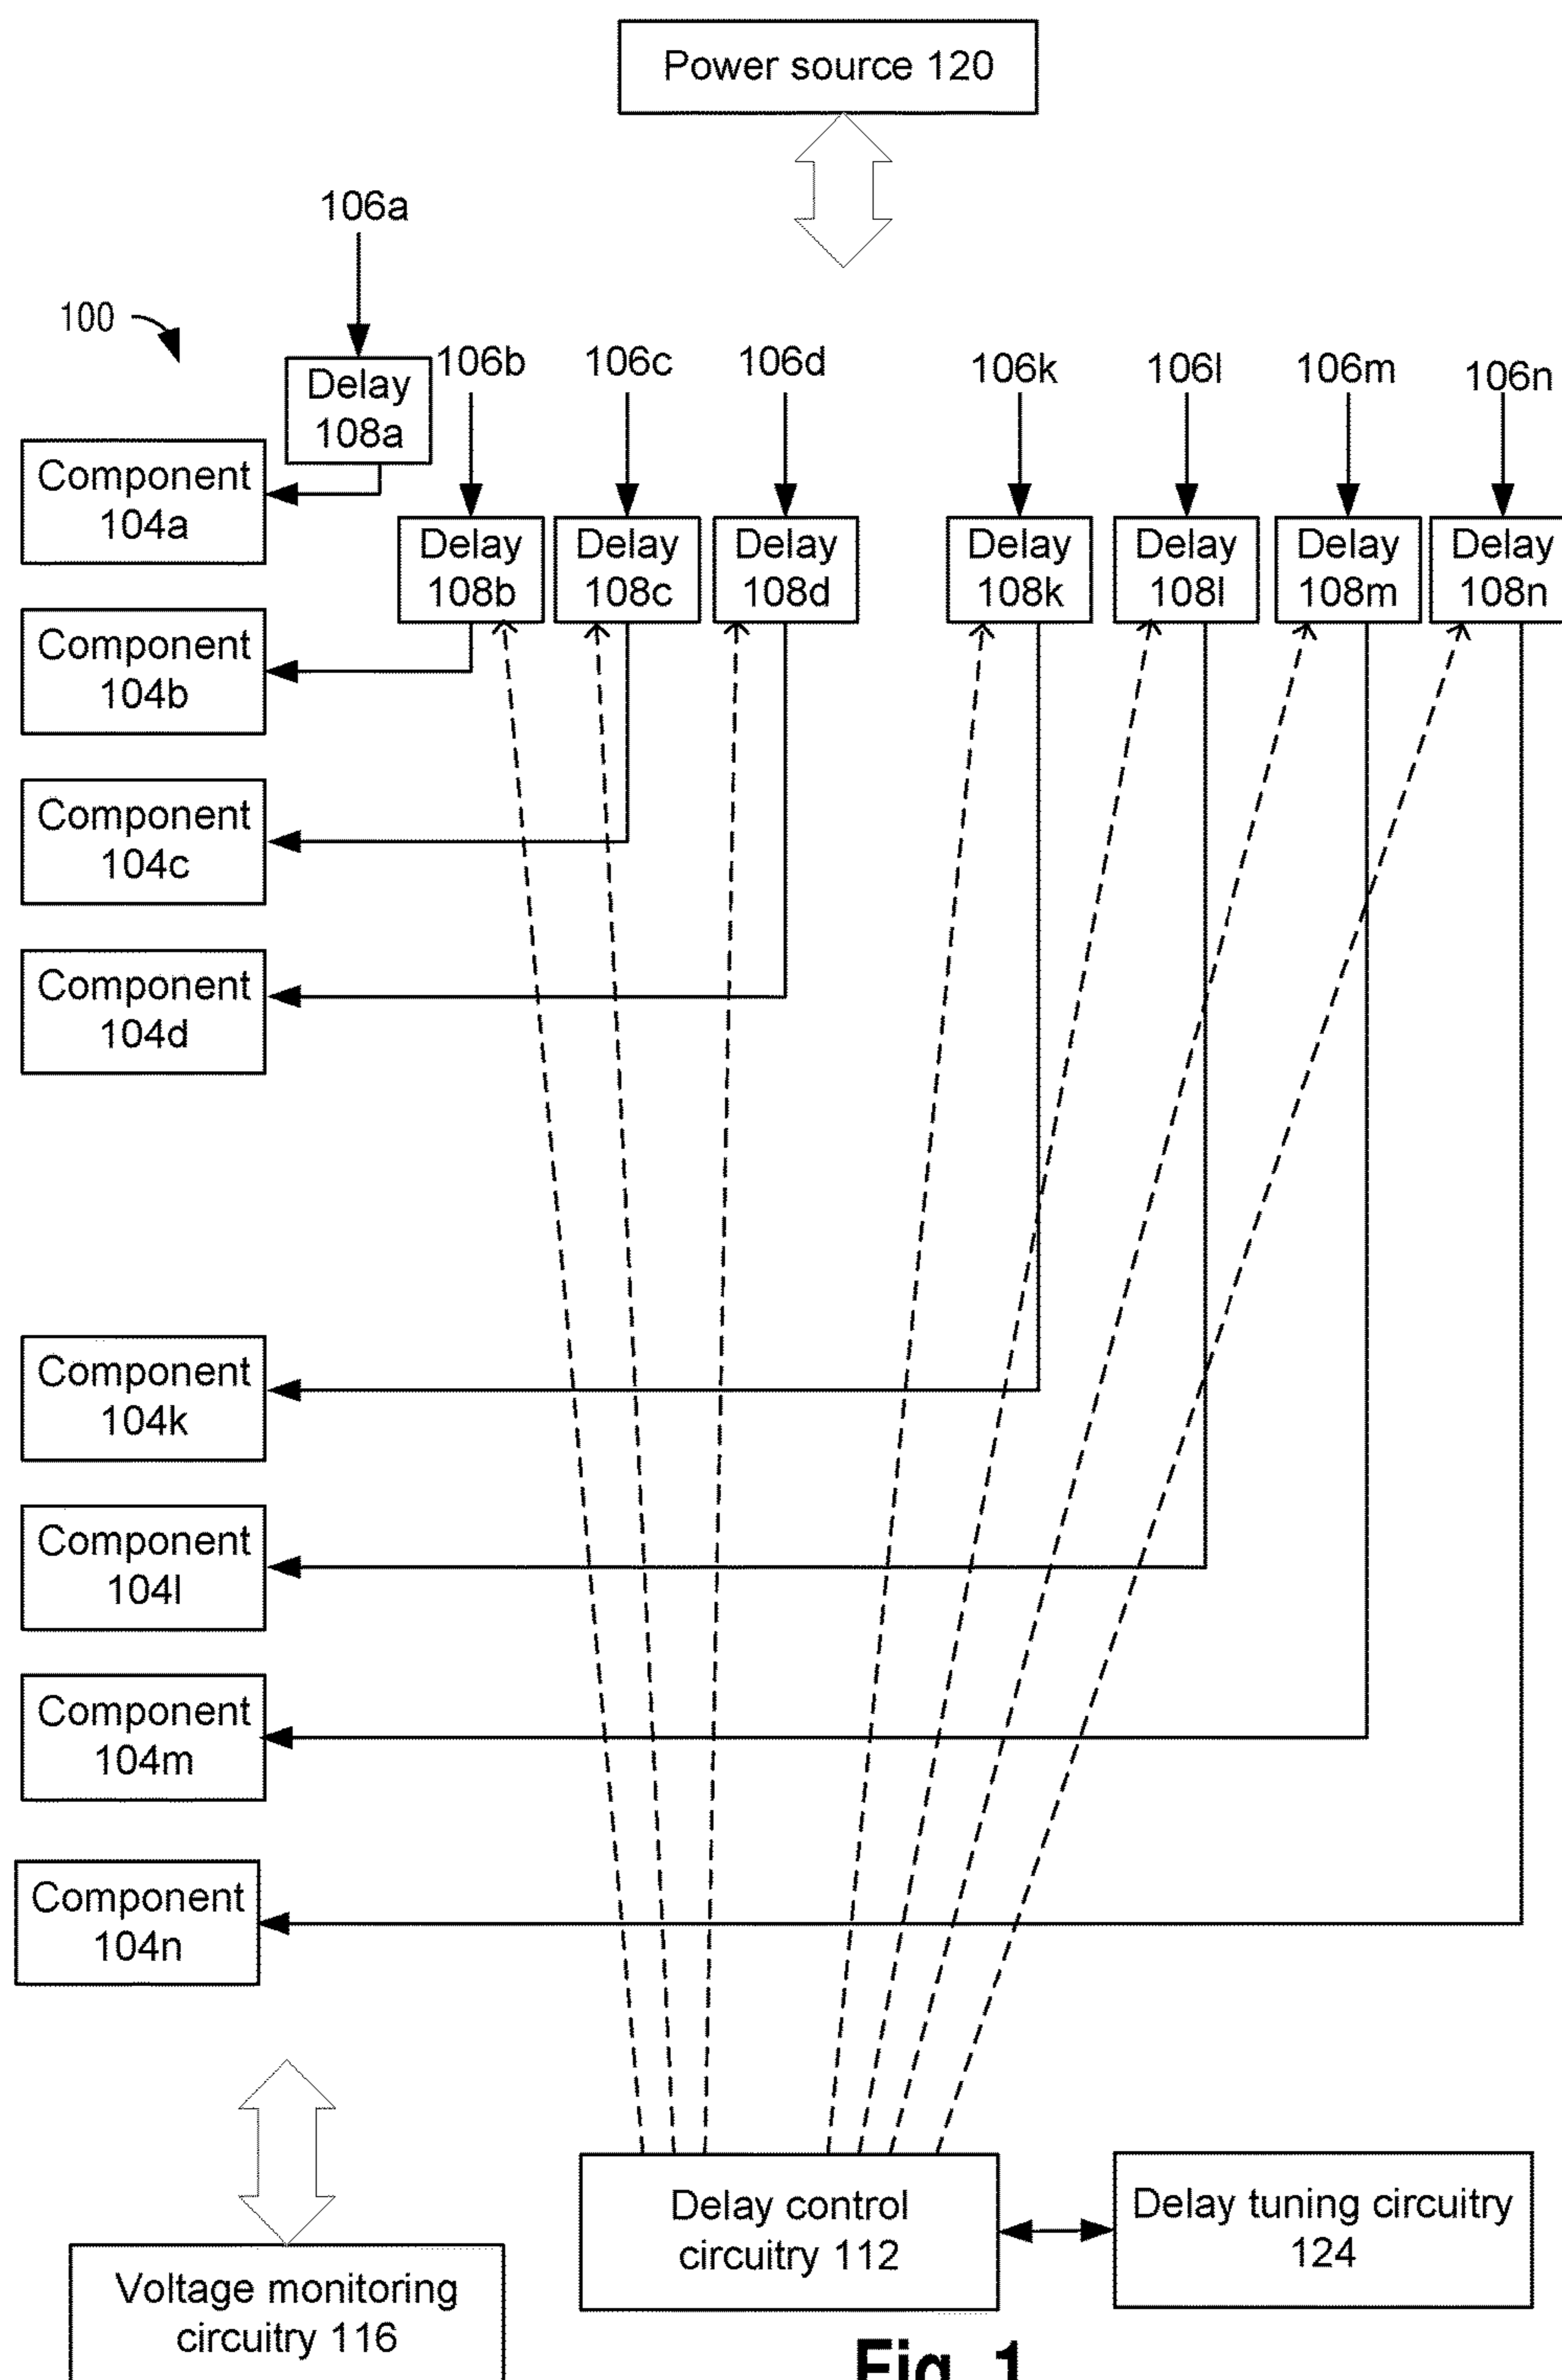 Power source 120
106a
100
106b
106c
106d
106k
106l
106m
106n
Delay
108a
Component
104a
Delay
108b
Delay
108c
Delay
108d
Delay
108k
Delay
108l
Delay
108m
Delay
108n
Component
104b
Component
104c
Component
104d
Component
104k
Component
104l
Component
104m
Component
104n
Delay control
circuitry 112
Delay tuning circuitry
124
Voltage monitoring
circuitry 116
Fig. 1